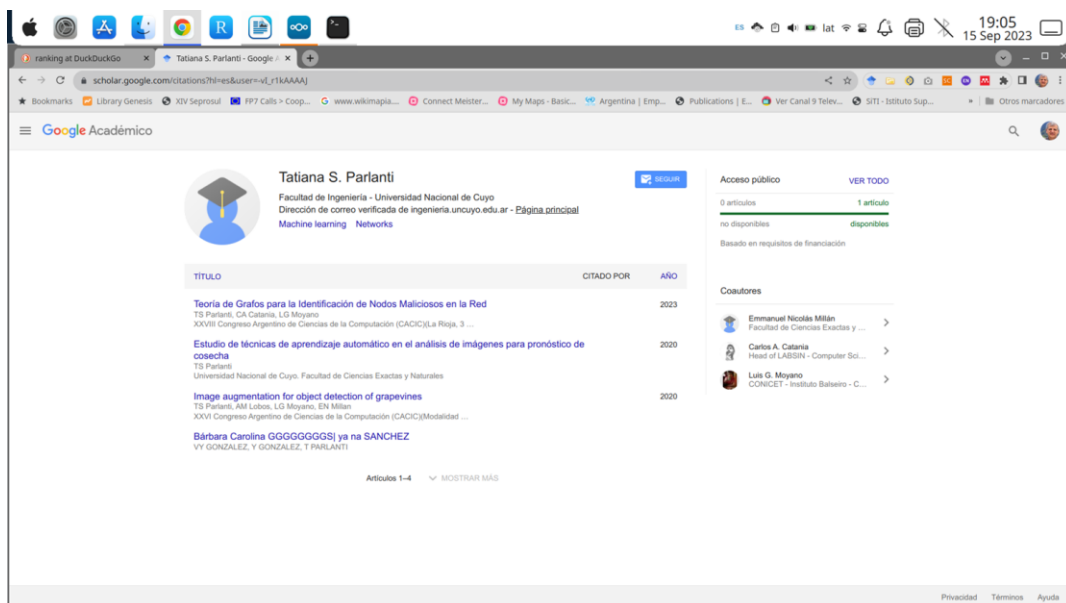 ES
lat
19:05
15 Sep 2023
ranking at DuckDuckGo
Tatiana S. Parlanti - Google A
scholar.google.com/citations?hl=es&user=-vl_r1kAAAAJ
Bookmarks Library Genesis XIV Seprosul FP7 Calls > Coop... www.wikimapia.... Connect Meister... My Maps - Basic... Argentina | Emp... Publications | E... Ver Canal 9 Telev... SITI - Istituto Sup... » Otros marcadores
Google Académico
Tatiana S. Parlanti
SEGUIR
Facultad de Ingeniería - Universidad Nacional de Cuyo
Dirección de correo verificada de ingenieria.uncuyo.edu.ar - Página principal
Machine learning Networks
TÍTULO CITADO POR AÑO
Teoría de Grafos para la Identificación de Nodos Maliciosos en la Red 2023
TS Parlanti, CA Catania, LG Moyano
XXVIII Congreso Argentino de Ciencias de la Computación (CACIC)(La Rioja, 3 ...
Estudio de técnicas de aprendizaje automático en el análisis de imágenes para pronóstico de 2020
cosecha
TS Parlanti
Universidad Nacional de Cuyo. Facultad de Ciencias Exactas y Naturales
Image augmentation for object detection of grapevines 2020
TS Parlanti, AM Lobos, LG Moyano, EN Millan
XXVI Congreso Argentino de Ciencias de la Computación (CACIC)(Modalidad ...
Bárbara Carolina GGGGGGGGS| ya na SANCHEZ
VY GONZALEZ, Y GONZALEZ, T PARLANTI
Artículos 1–4 MOSTRAR MÁS
Acceso público VER TODO
0 artículos 1 artículo
no disponibles disponibles
Basado en requisitos de financiación
Coautores
Emmanuel Nicolás Millán
Facultad de Ciencias Exactas y ...
Carlos A. Catania
Head of LABSIN - Computer Sci...
Luis G. Moyano
CONICET - Instituto Balseiro - C...
Privacidad Términos Ayuda